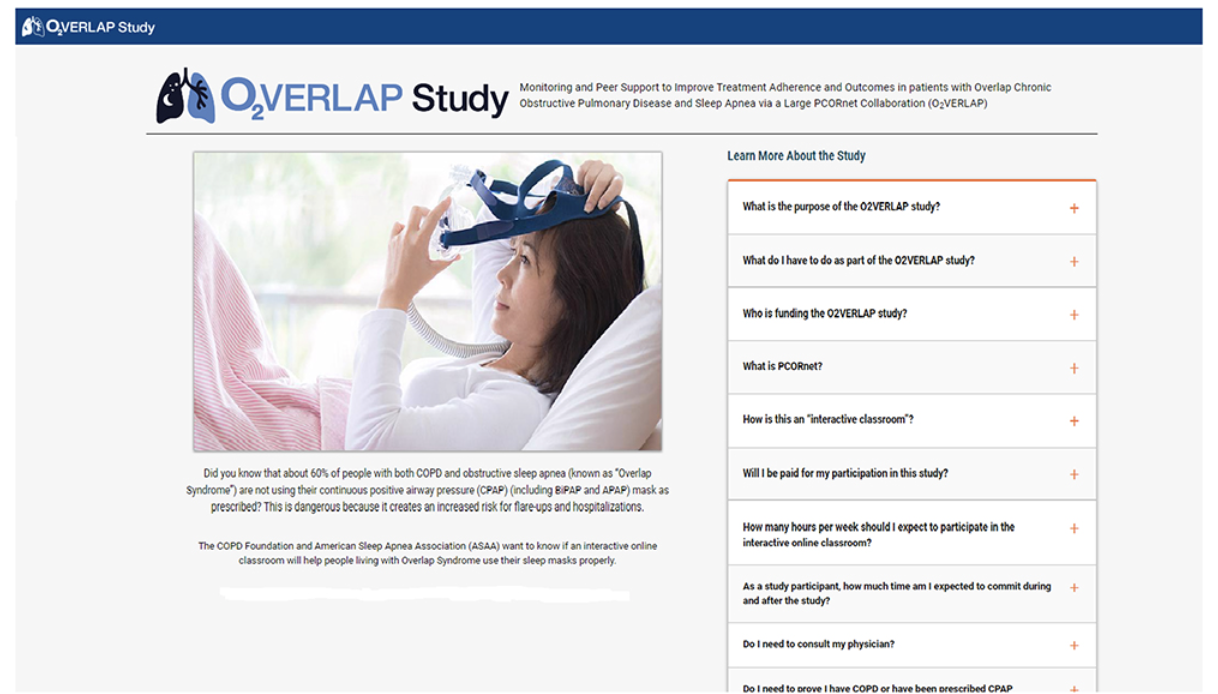 O2VERLAP Study
O2VERLAP Study
Monitoring and Peer Support to Improve Treatment Adherence and Outcomes in patients with Overlap Chronic
Obstructive Pulmonary Disease and Sleep Apnea via a Large PCORnet Collaboration (O2VERLAP)
Did you know that about 60% of people with both COPD and obstructive sleep apnea (known as "Overlap
Syndrome") are not using their continuous positive airway pressure (CPAP) (including BiPAP and APAP) mask as
prescribed? This is dangerous because it creates an increased risk for flare-ups and hospitalizations.
The COPD Foundation and American Sleep Apnea Association (ASAA) want to know if an interactive online
classroom will help people living with Overlap Syndrome use their sleep masks properly.
Learn More About the Study
What is the purpose of the O2VERLAP study? +
What do I have to do as part of the O2VERLAP study? +
Who is funding the O2VERLAP study? +
What is PCORnet? +
How is this an "interactive classroom"? +
Will I be paid for my participation in this study? +
How many hours per week should I expect to participate in the +
interactive online classroom?
As a study participant, how much time am I expected to commit during +
and after the study?
Do I need to consult my physician? +
Do I need to prove I have COPD or have been prescribed CPAP +